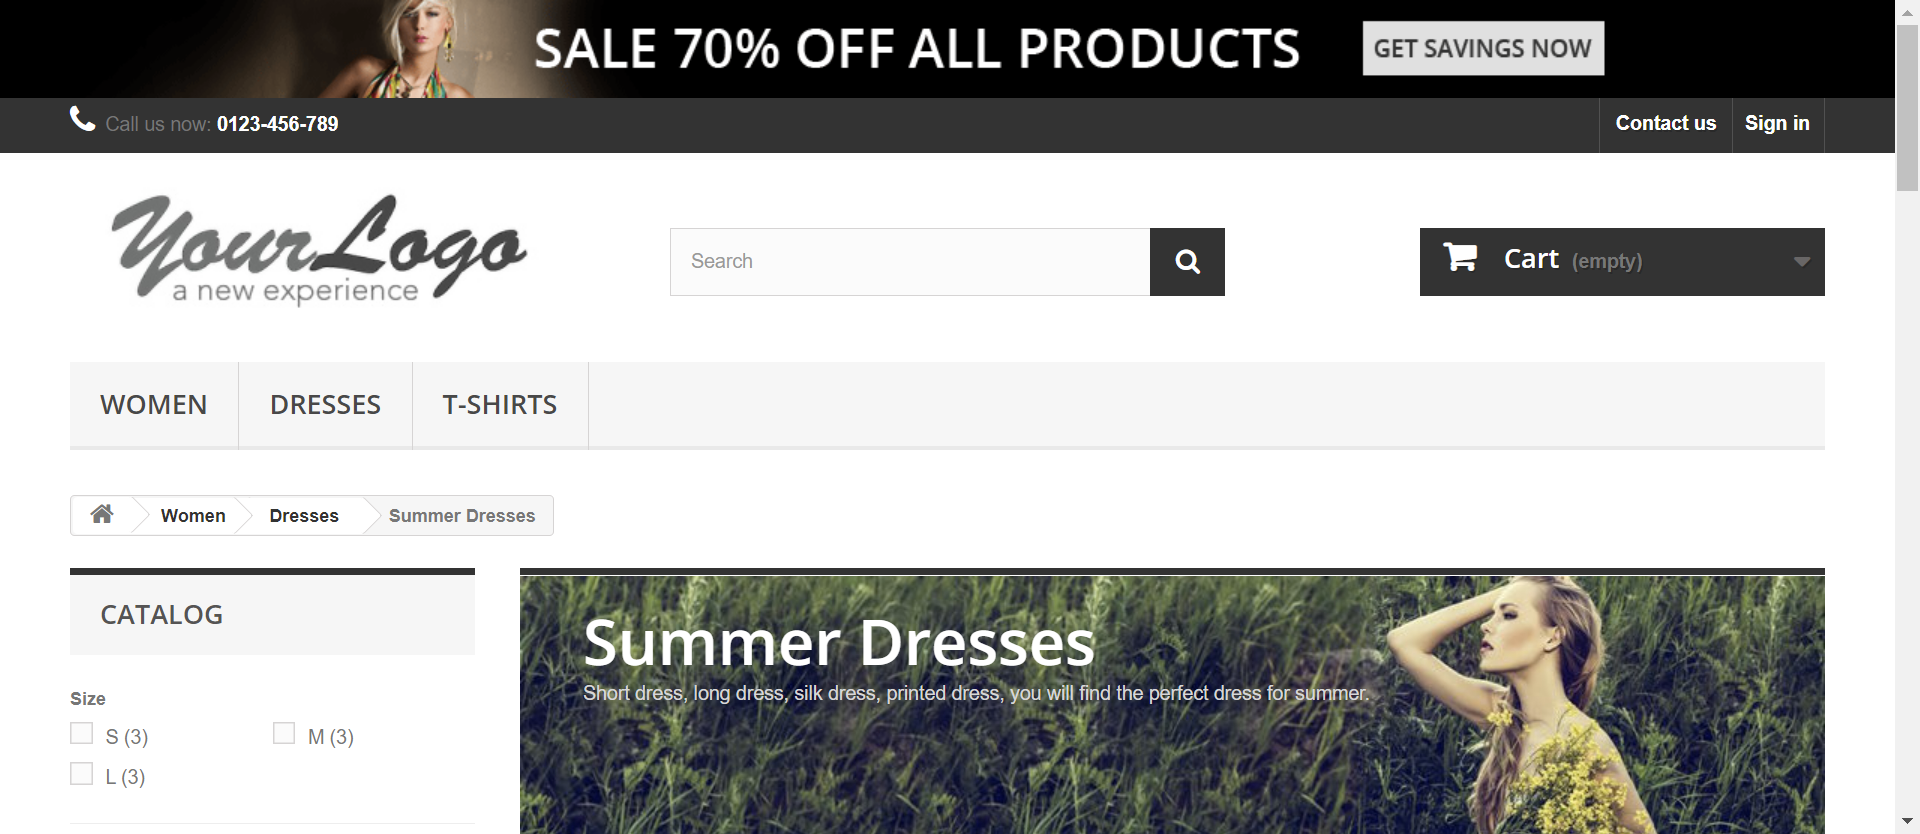 SALE 70% OFF ALL PRODUCTS
GET SAVINGS NOW
Call us now: 0123-456-789
Contact us
Sign in
YourLogo
a new experience
Search
Cart (empty)
WOMEN
DRESSES
T-SHIRTS
Women
Dresses
Summer Dresses
CATALOG
Size
S (3)
M (3)
L (3)
Summer Dresses
Short dress, long dress, silk dress, printed dress, you will find the perfect dress for summer.